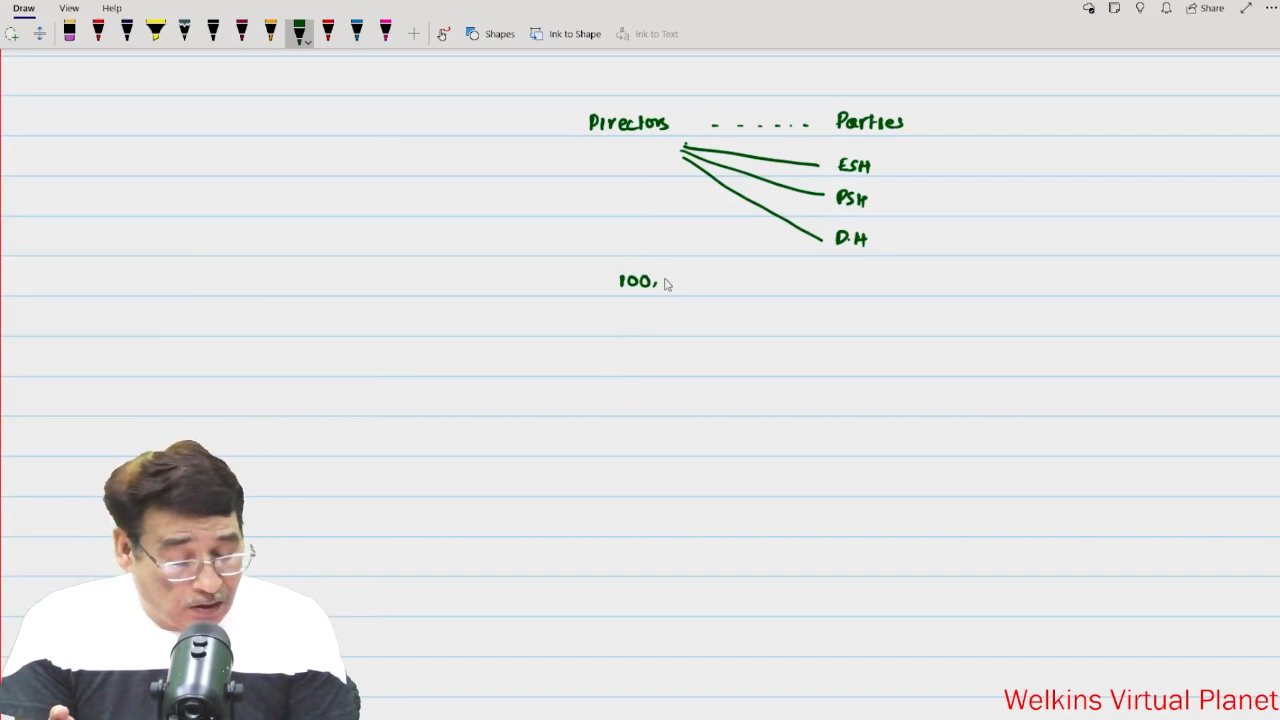 Draw View Help
Shapes Ink to Shape Ink to Text Share
Directors - - - - - Parties
ESH
PSH
D.H
100,
Welkins Virtual Planet